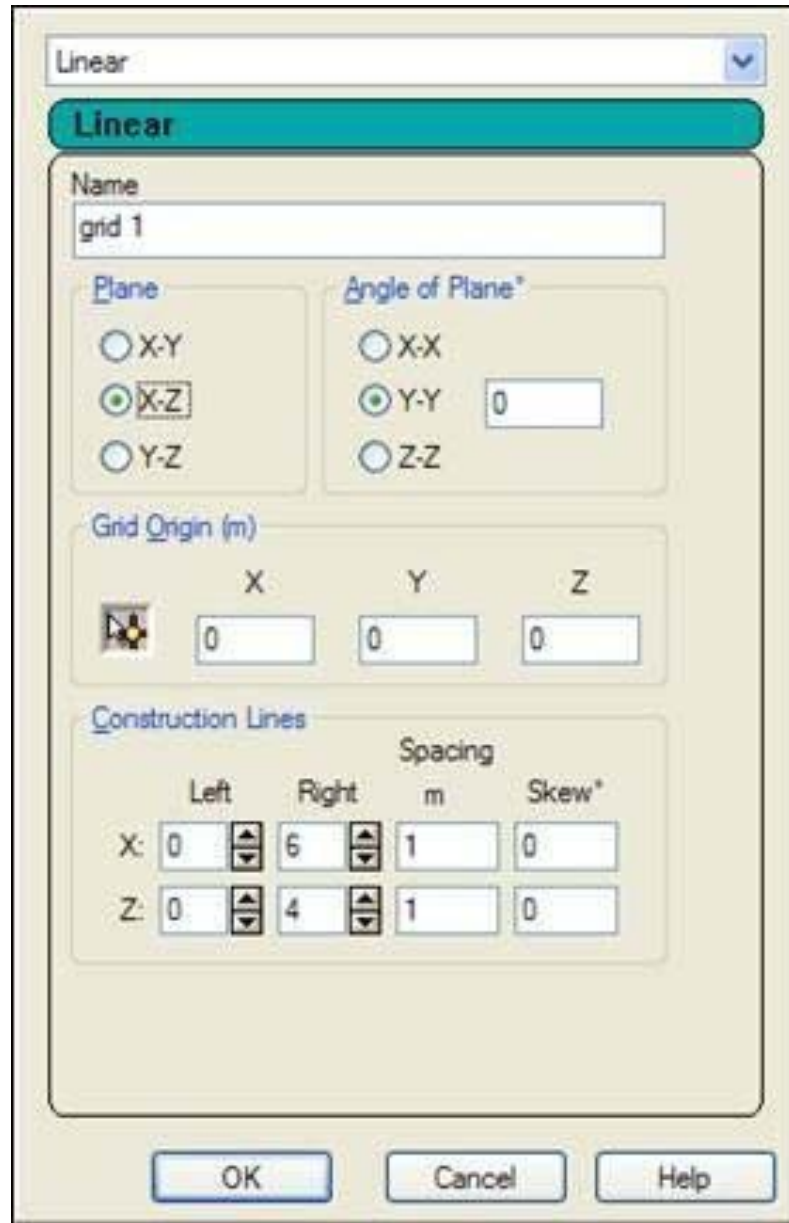 Linear
Linear
Name
grid 1
Plane
X-Y
X-Z
Y-Z
Angle of Plane°
X-X
Y-Y 0
Z-Z
Grid Origin (m)
X Y Z
0 0 0
Construction Lines
Spacing
Left Right m Skew°
X: 0 6 1 0
Z: 0 4 1 0
OK Cancel Help